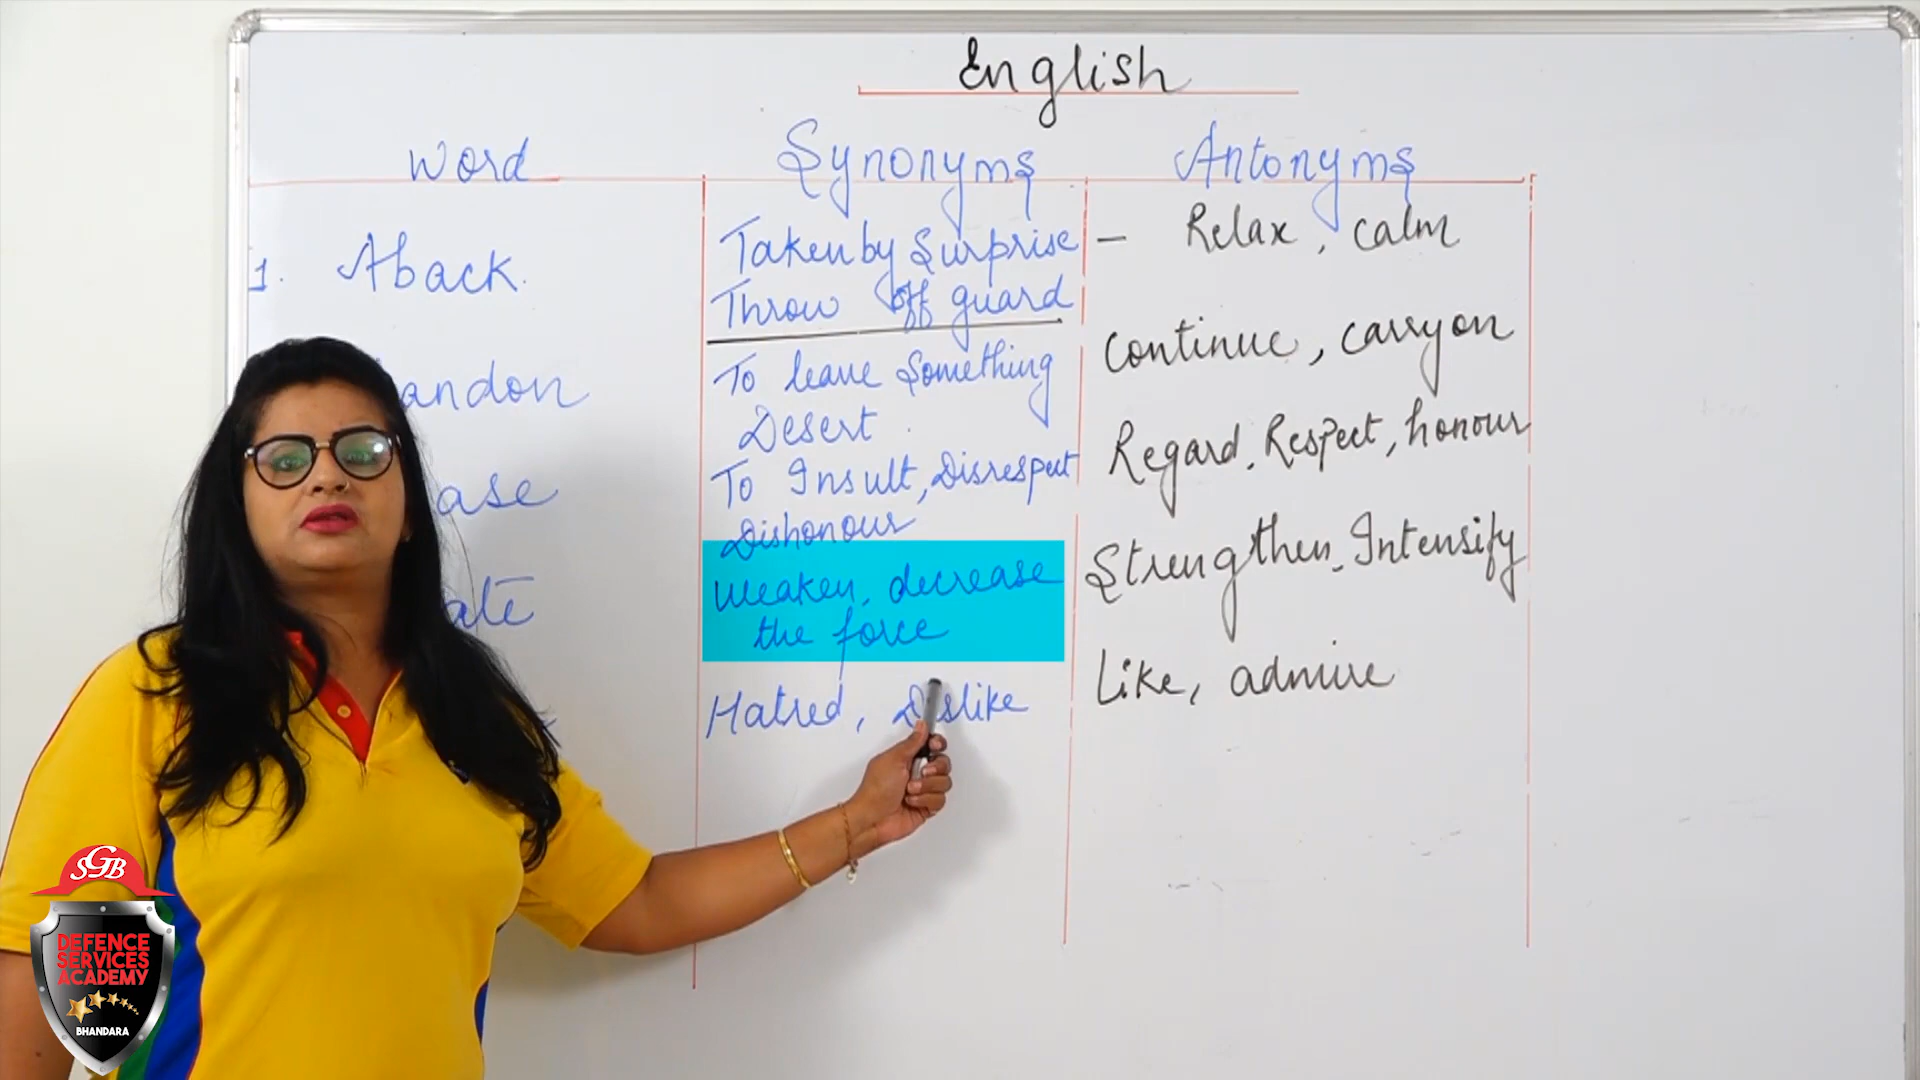 English
Word Synonyms Antonyms
1. Aback. Taken by Surprise – Relax, calm
Throw off guard
andon To leave Something Continue, carry on
Desert.
ase To Insult, Disrespect Regard, Respect, honour
Dishonour
ate Weaken, decrease Strengthen, Intensify
the force
Hatred, Dislike Like, admire
SGB
DEFENCE
SERVICES
ACADEMY
BHANDARA